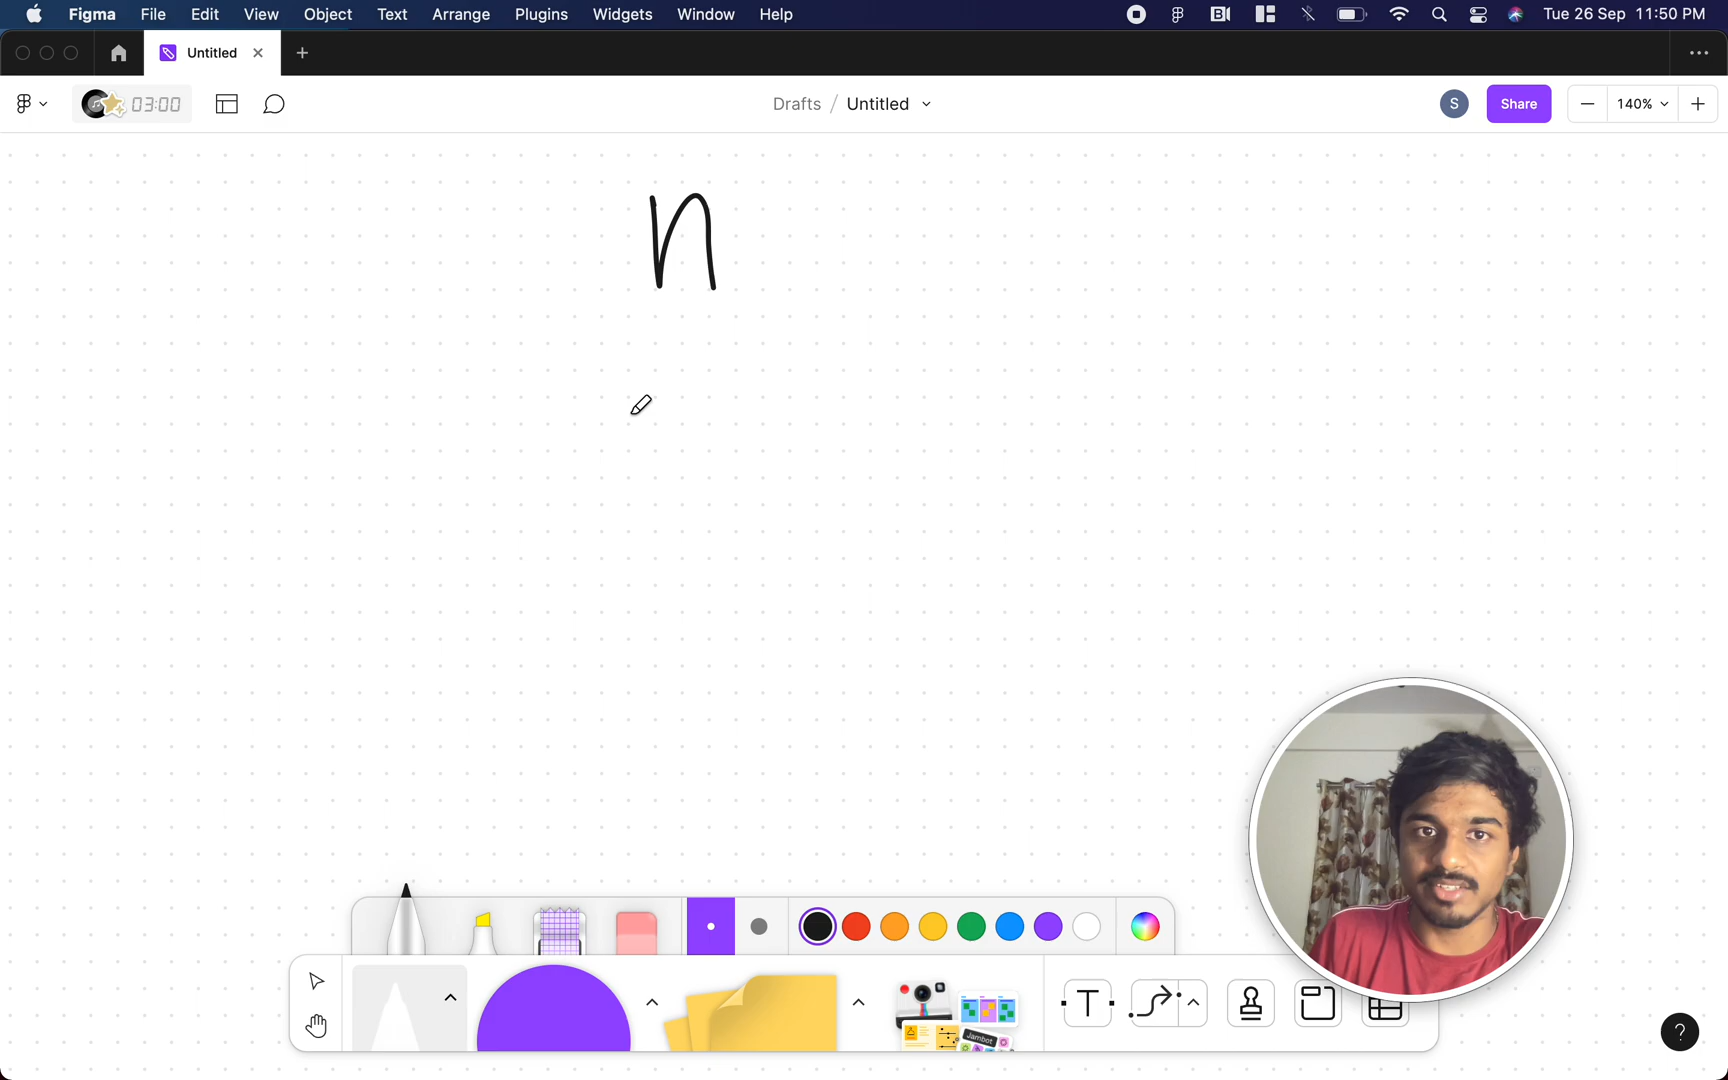 Figma File Edit View Object Text Arrange Plugins Widgets Window Help Tue 26 Sep 11:50 PM
Untitled
03:00 Drafts / Untitled S Share 140%
n
T
Jambot
?